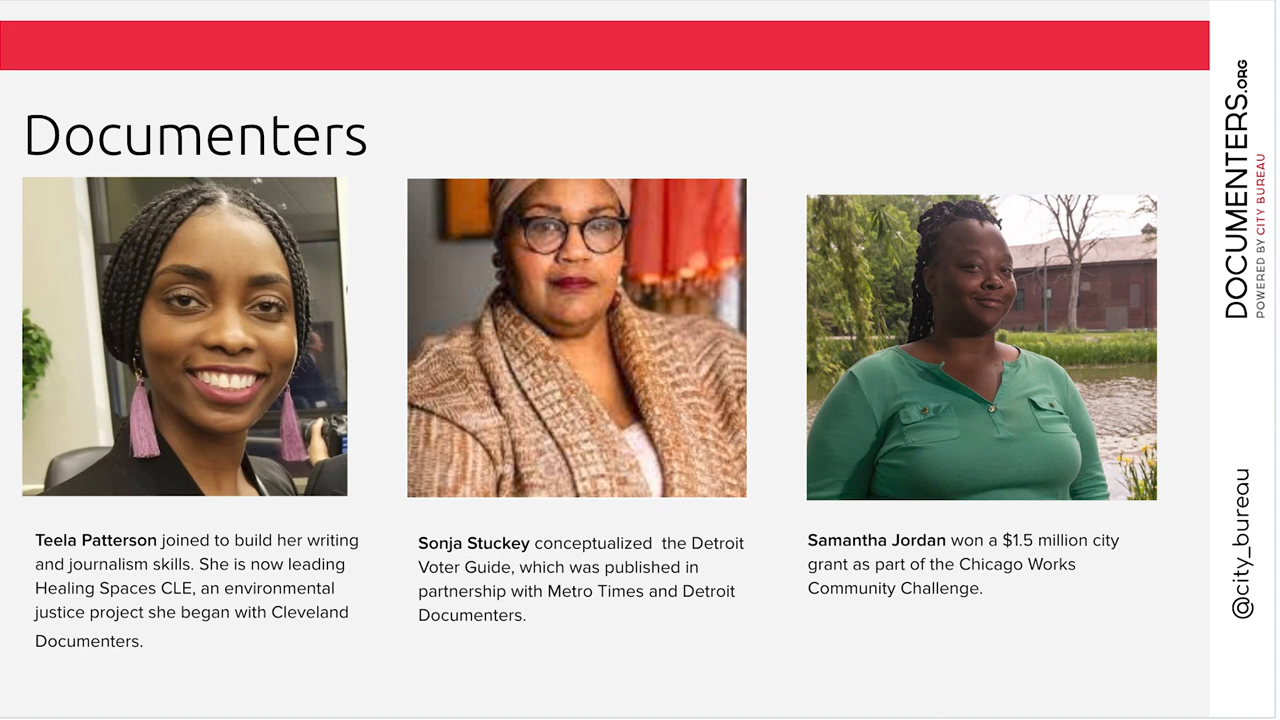 Documenters
Teela Patterson joined to build her writing
and journalism skills. She is now leading
Healing Spaces CLE, an environmental
justice project she began with Cleveland
Documenters.
Sonja Stuckey conceptualized  the Detroit
Voter Guide, which was published in
partnership with Metro Times and Detroit
Documenters.
Samantha Jordan won a $1.5 million city
grant as part of the Chicago Works
Community Challenge.
DOCUMENTERS.ORG
POWERED BY CITY BUREAU
@city_bureau